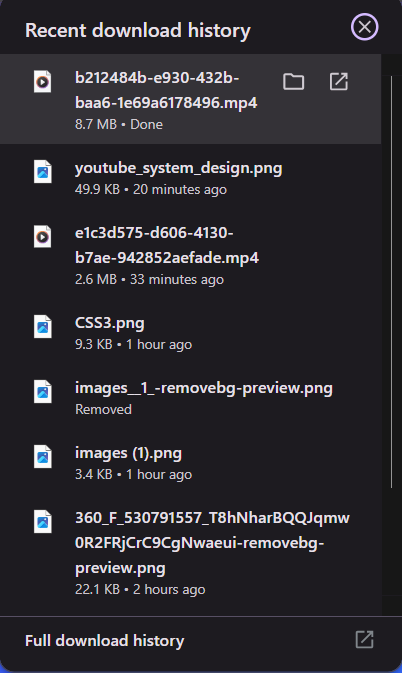 Recent download history
b212484b-e930-432b-
baa6-1e69a6178496.mp4
8.7 MB • Done
youtube_system_design.png
49.9 KB • 20 minutes ago
e1c3d575-d606-4130-
b7ae-942852aefade.mp4
2.6 MB • 33 minutes ago
CSS3.png
9.3 KB • 1 hour ago
images__1_-removebg-preview.png
Removed
images (1).png
3.4 KB • 1 hour ago
360_F_530791557_T8hNharBQQJqmw
0R2FRjCrC9CgNwaeui-removebg-
preview.png
22.1 KB • 2 hours ago
Full download history